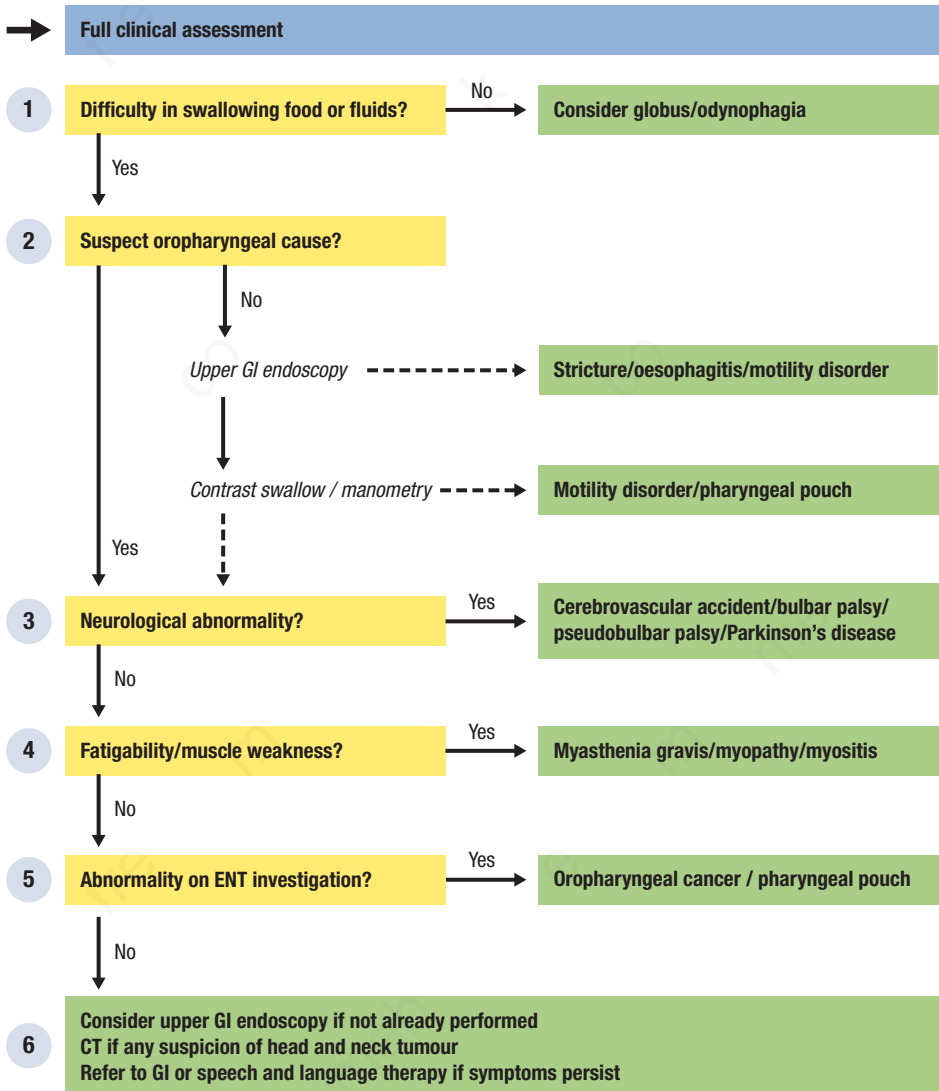 Full clinical assessment
1
Difficulty in swallowing food or fluids?
No
Consider globus/odynophagia
Yes
2
Suspect oropharyngeal cause?
No
Upper GI endoscopy
Stricture/oesophagitis/motility disorder
Contrast swallow / manometry
Motility disorder/pharyngeal pouch
Yes
3
Neurological abnormality?
Yes
Cerebrovascular accident/bulbar palsy/
pseudobulbar palsy/Parkinson's disease
No
4
Fatigability/muscle weakness?
Yes
Myasthenia gravis/myopathy/myositis
No
5
Abnormality on ENT investigation?
Yes
Oropharyngeal cancer / pharyngeal pouch
No
6
Consider upper GI endoscopy if not already performed
CT if any suspicion of head and neck tumour
Refer to GI or speech and language therapy if symptoms persist